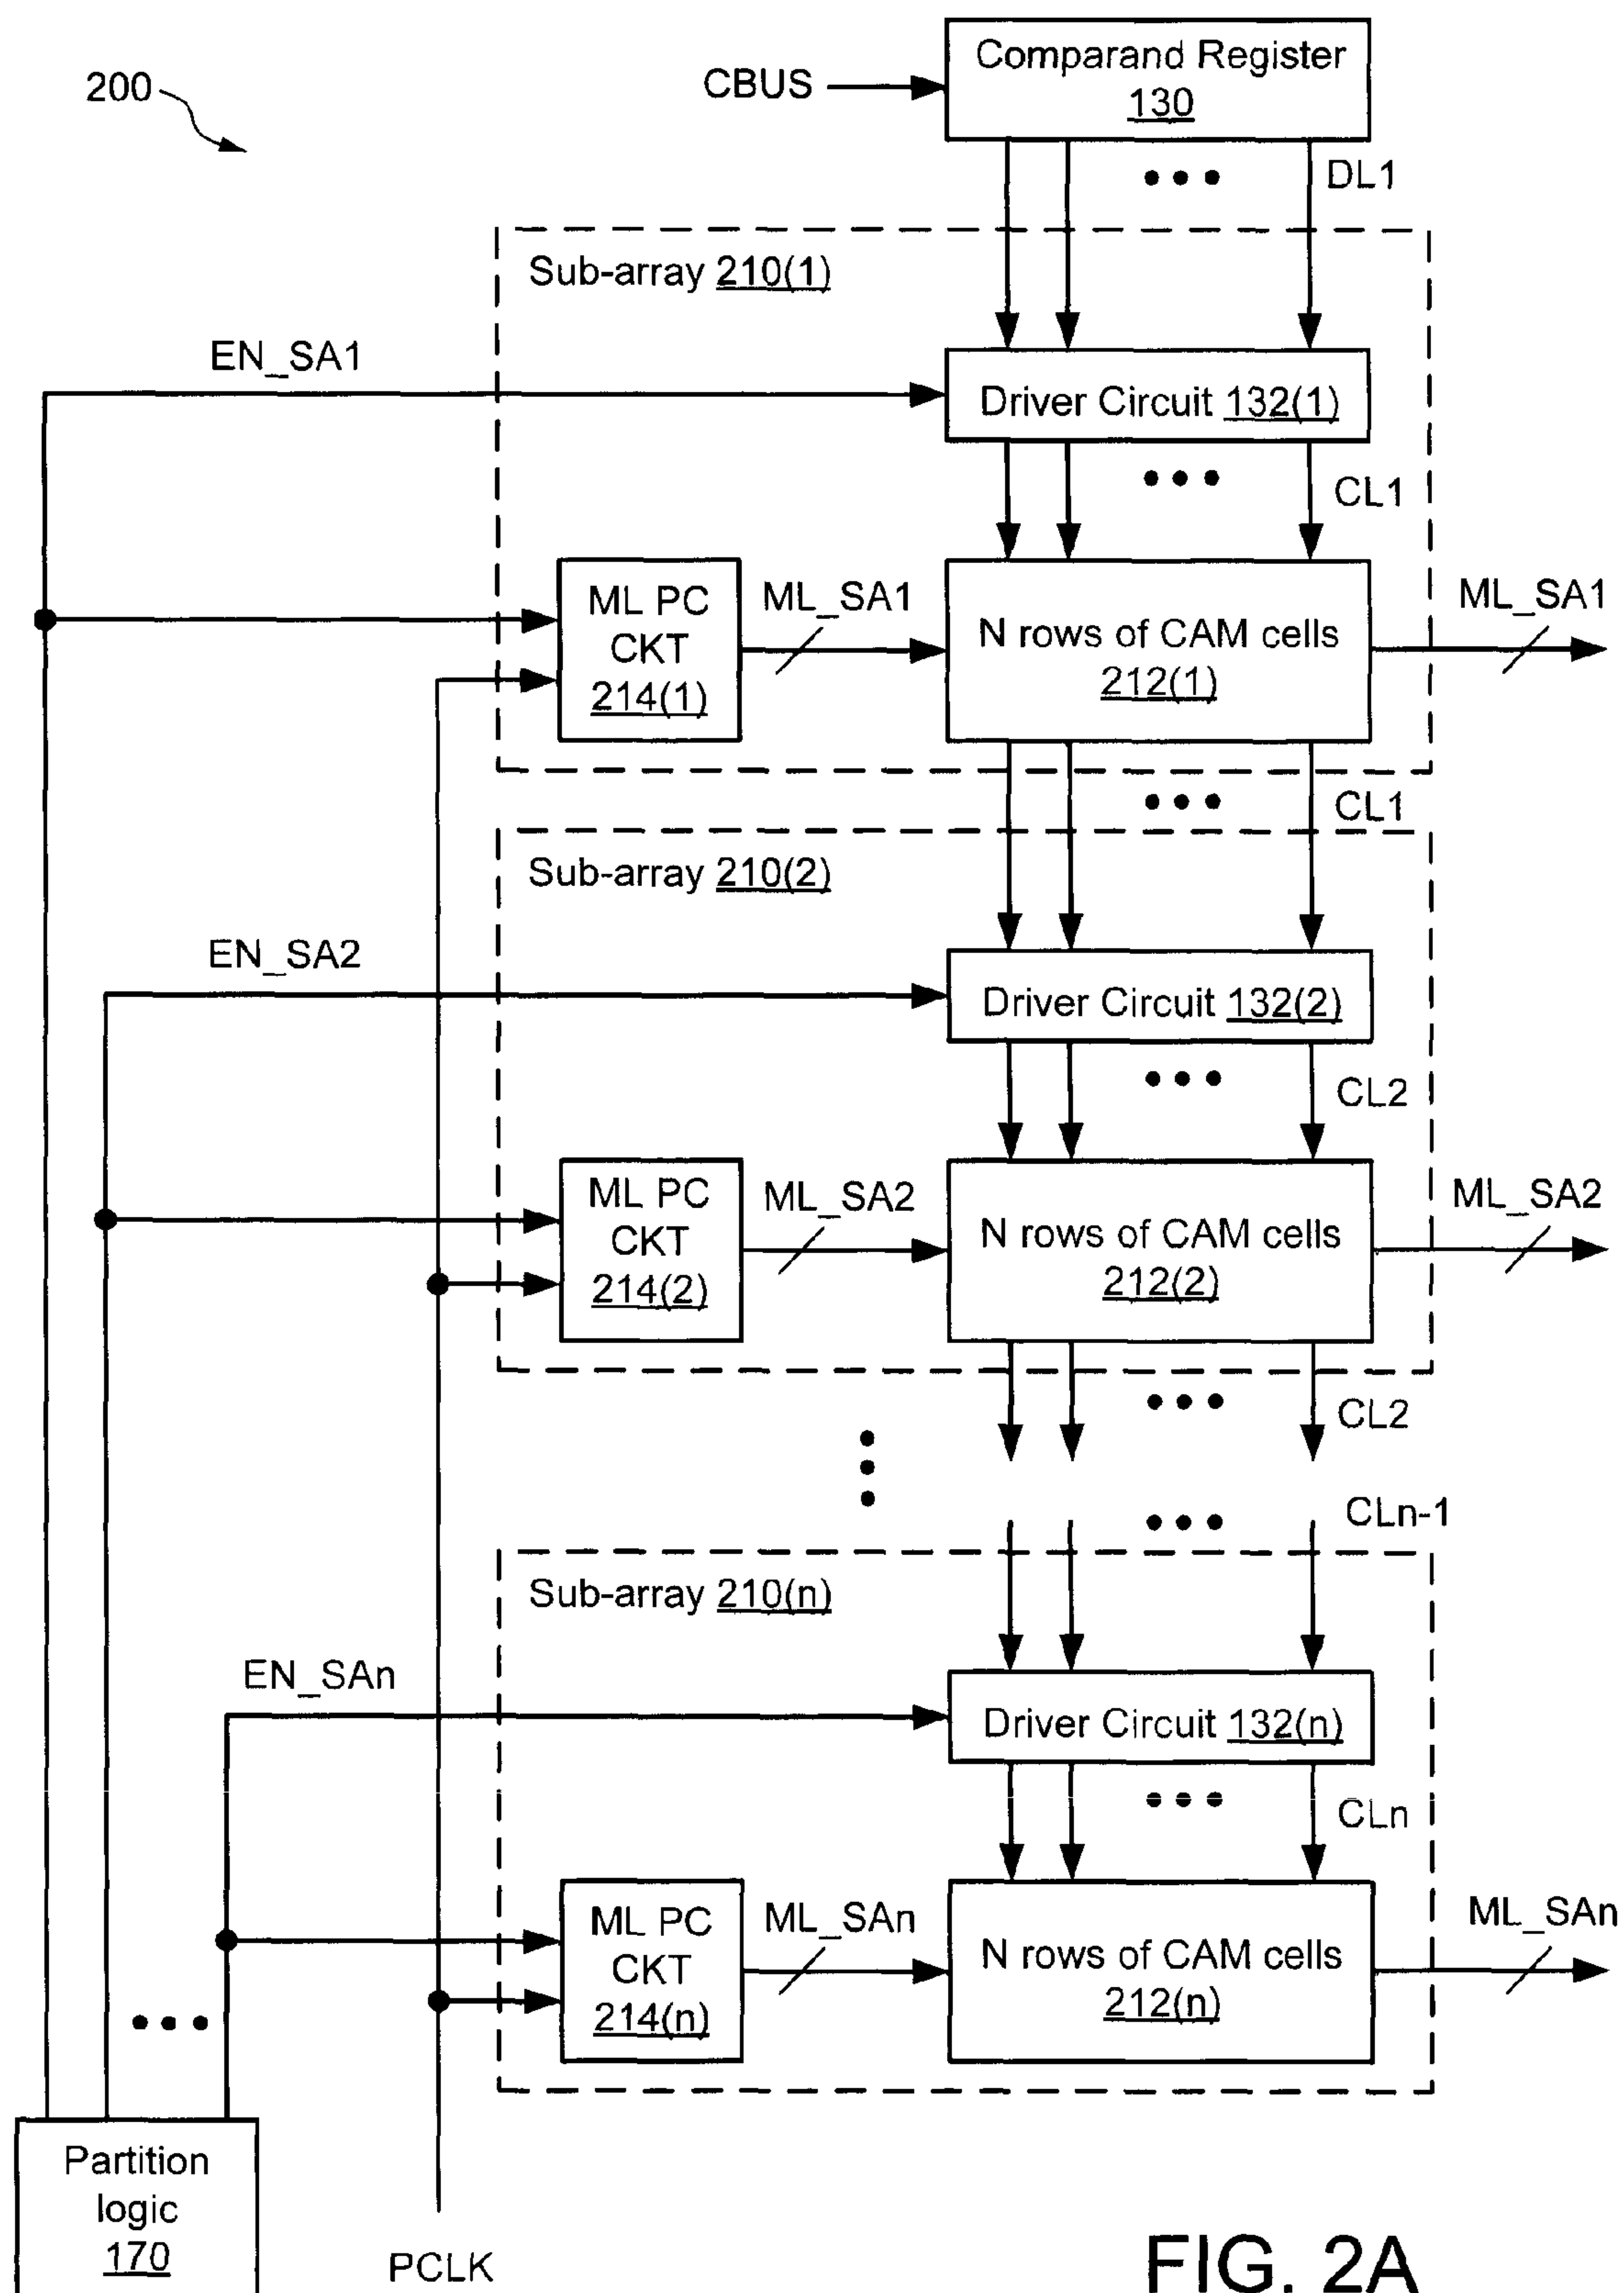 200
CBUS
Comparand Register
130
DL1
Sub-array 210(1)
EN_SA1
Driver Circuit 132(1)
CL1
ML PC
CKT
214(1)
ML_SA1
N rows of CAM cells
212(1)
ML_SA1
CL1
Sub-array 210(2)
EN_SA2
Driver Circuit 132(2)
CL2
ML PC
CKT
214(2)
ML_SA2
N rows of CAM cells
212(2)
ML_SA2
CL2
CLn-1
Sub-array 210(n)
EN_SAn
Driver Circuit 132(n)
CLn
ML PC
CKT
214(n)
ML_SAn
N rows of CAM cells
212(n)
ML_SAn
Partition
logic
170
PCLK
FIG. 2A